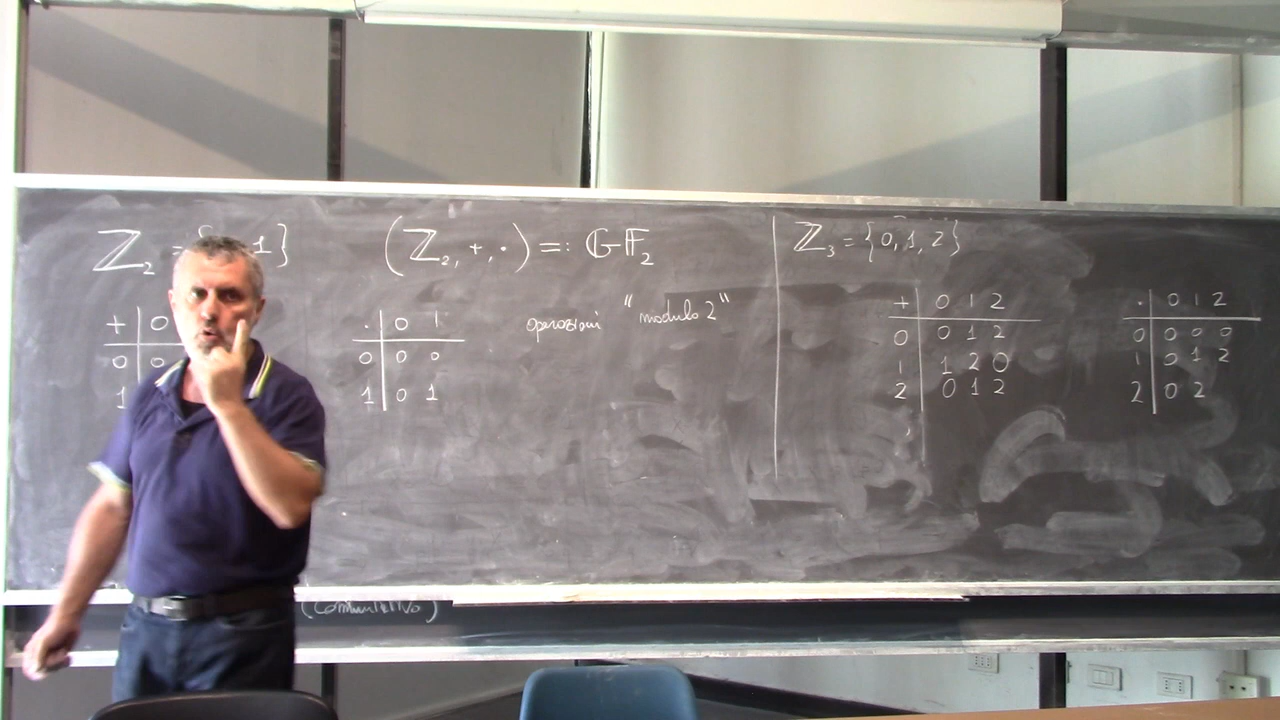 ℤ₂ = { 1}
(ℤ₂, +, ·) =: 𝔾𝔽₂
+ | 0
0 | 0
1
· | 0 1
0 | 0 0
1 | 0 1
operazioni "modulo 2"
ℤ₃ = {0, 1, 2}
+ | 0 1 2
0 | 0 1 2
1 | 1 2 0
2 | 0 1 2
· | 0 1 2
0 | 0 0 0
1 | 0 1 2
2 | 0 2
(commutativo)